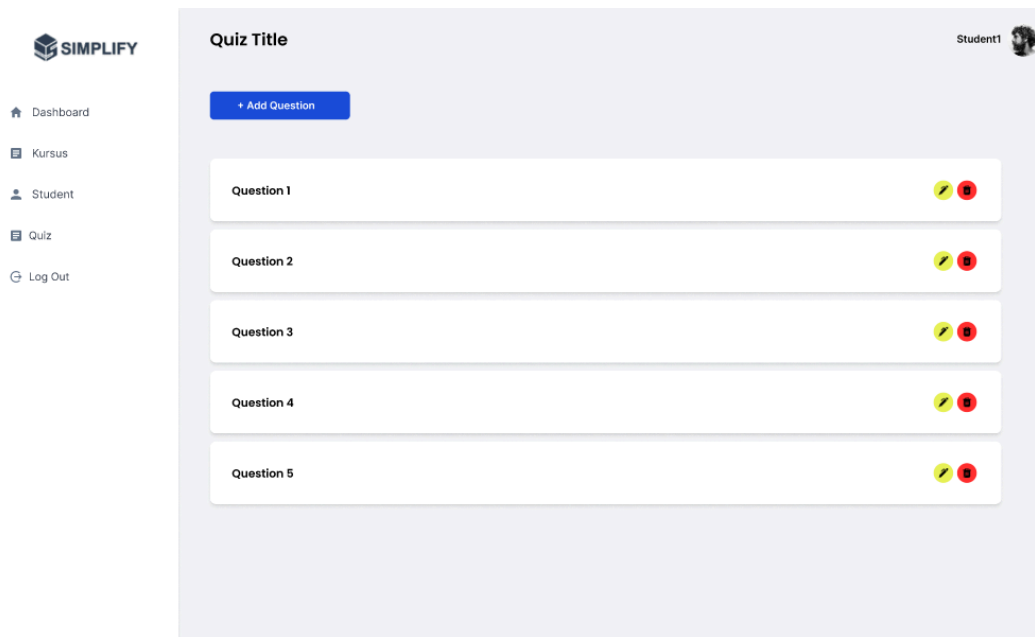 SIMPLIFY
Dashboard
Kursus
Student
Quiz
Log Out
Quiz Title
Student1
+ Add Question
Question 1
Question 2
Question 3
Question 4
Question 5